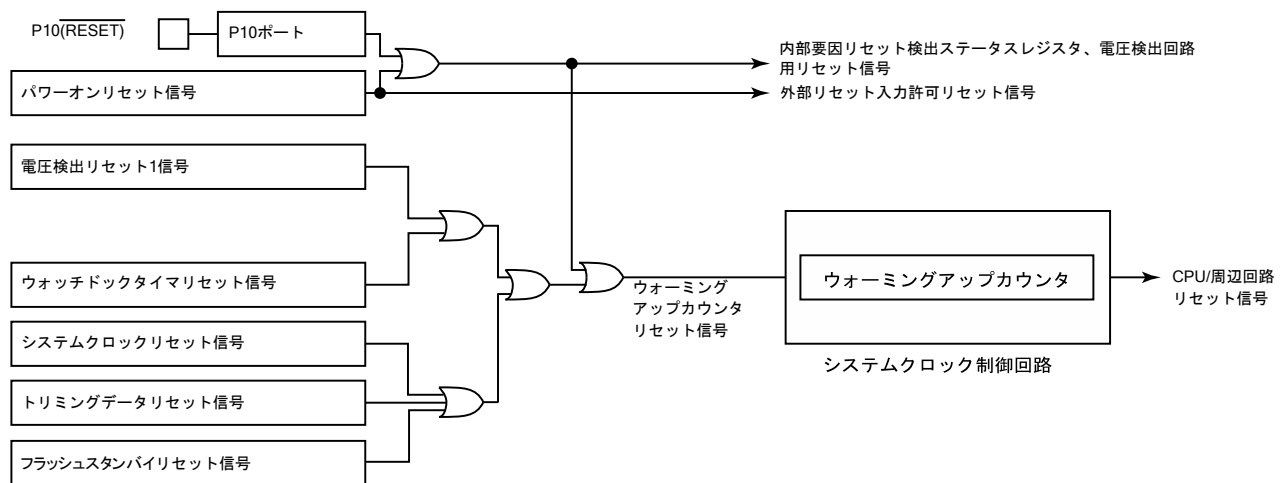 P10(RESET)
P10ポート
パワーオンリセット信号
内部要因リセット検出ステータスレジスタ、電圧検出回路
用リセット信号
外部リセット入力許可リセット信号
電圧検出リセット1信号
ウォッチドックタイマリセット信号
システムクロックリセット信号
トリミングデータリセット信号
フラッシュスタンバイリセット信号
ウォーミング
アップカウンタ
リセット信号
ウォーミングアップカウンタ
システムクロック制御回路
CPU/周辺回路
リセット信号